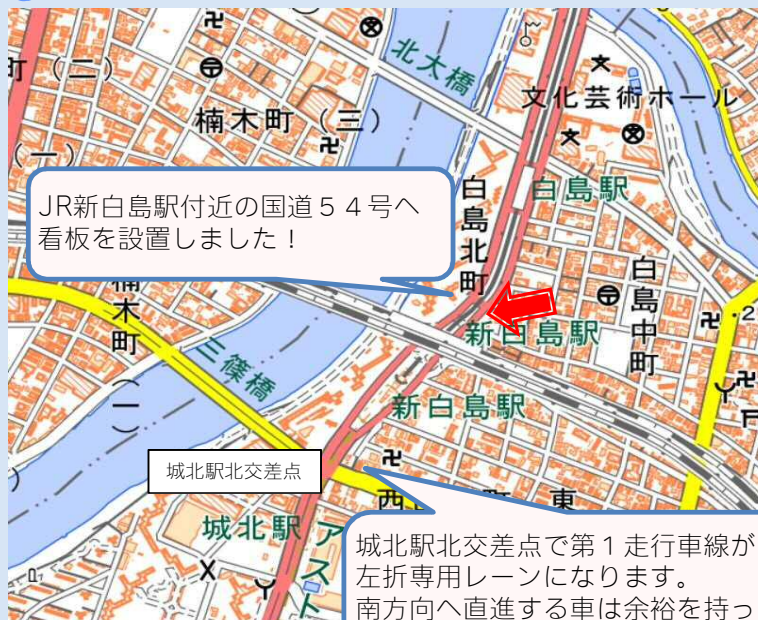 北大橋
文化芸術ホール
楠木町（三）
町（二）
（一）
JR新白島駅付近の国道５４号へ
看板を設置しました！
白島駅
白島北町
白島中町
新白島駅
楠木町（一）
三篠橋
新白島駅
城北駅北交差点
城北駅
アスト
西
東
城北駅北交差点で第１走行車線が
左折専用レーンになります。
南方向へ直進する車は余裕を持っ